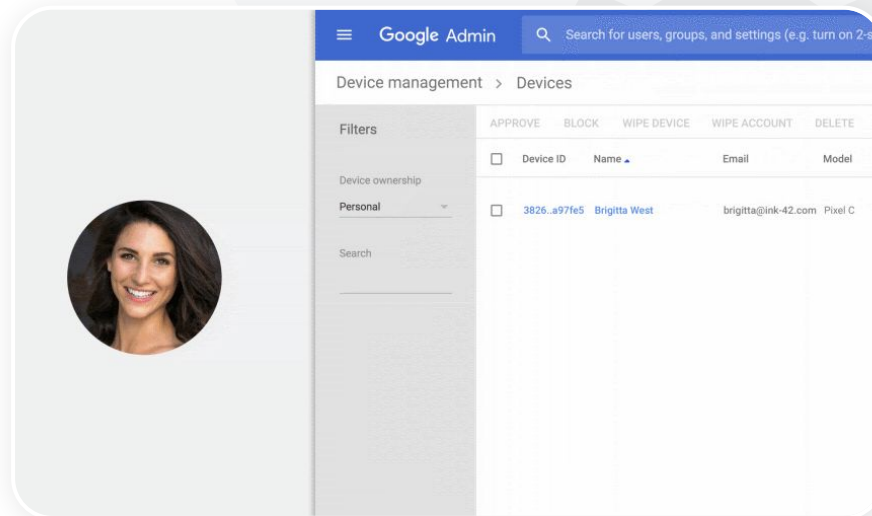 Google Admin
Search for users, groups, and settings (e.g. turn on 2-s
Device management > Devices
Filters
Device ownership
Personal
Search
APPROVE BLOCK WIPE DEVICE WIPE ACCOUNT DELETE
Device ID Name Email Model
3826..a97fe5 Brigitta West brigitta@ink-42.com Pixel C